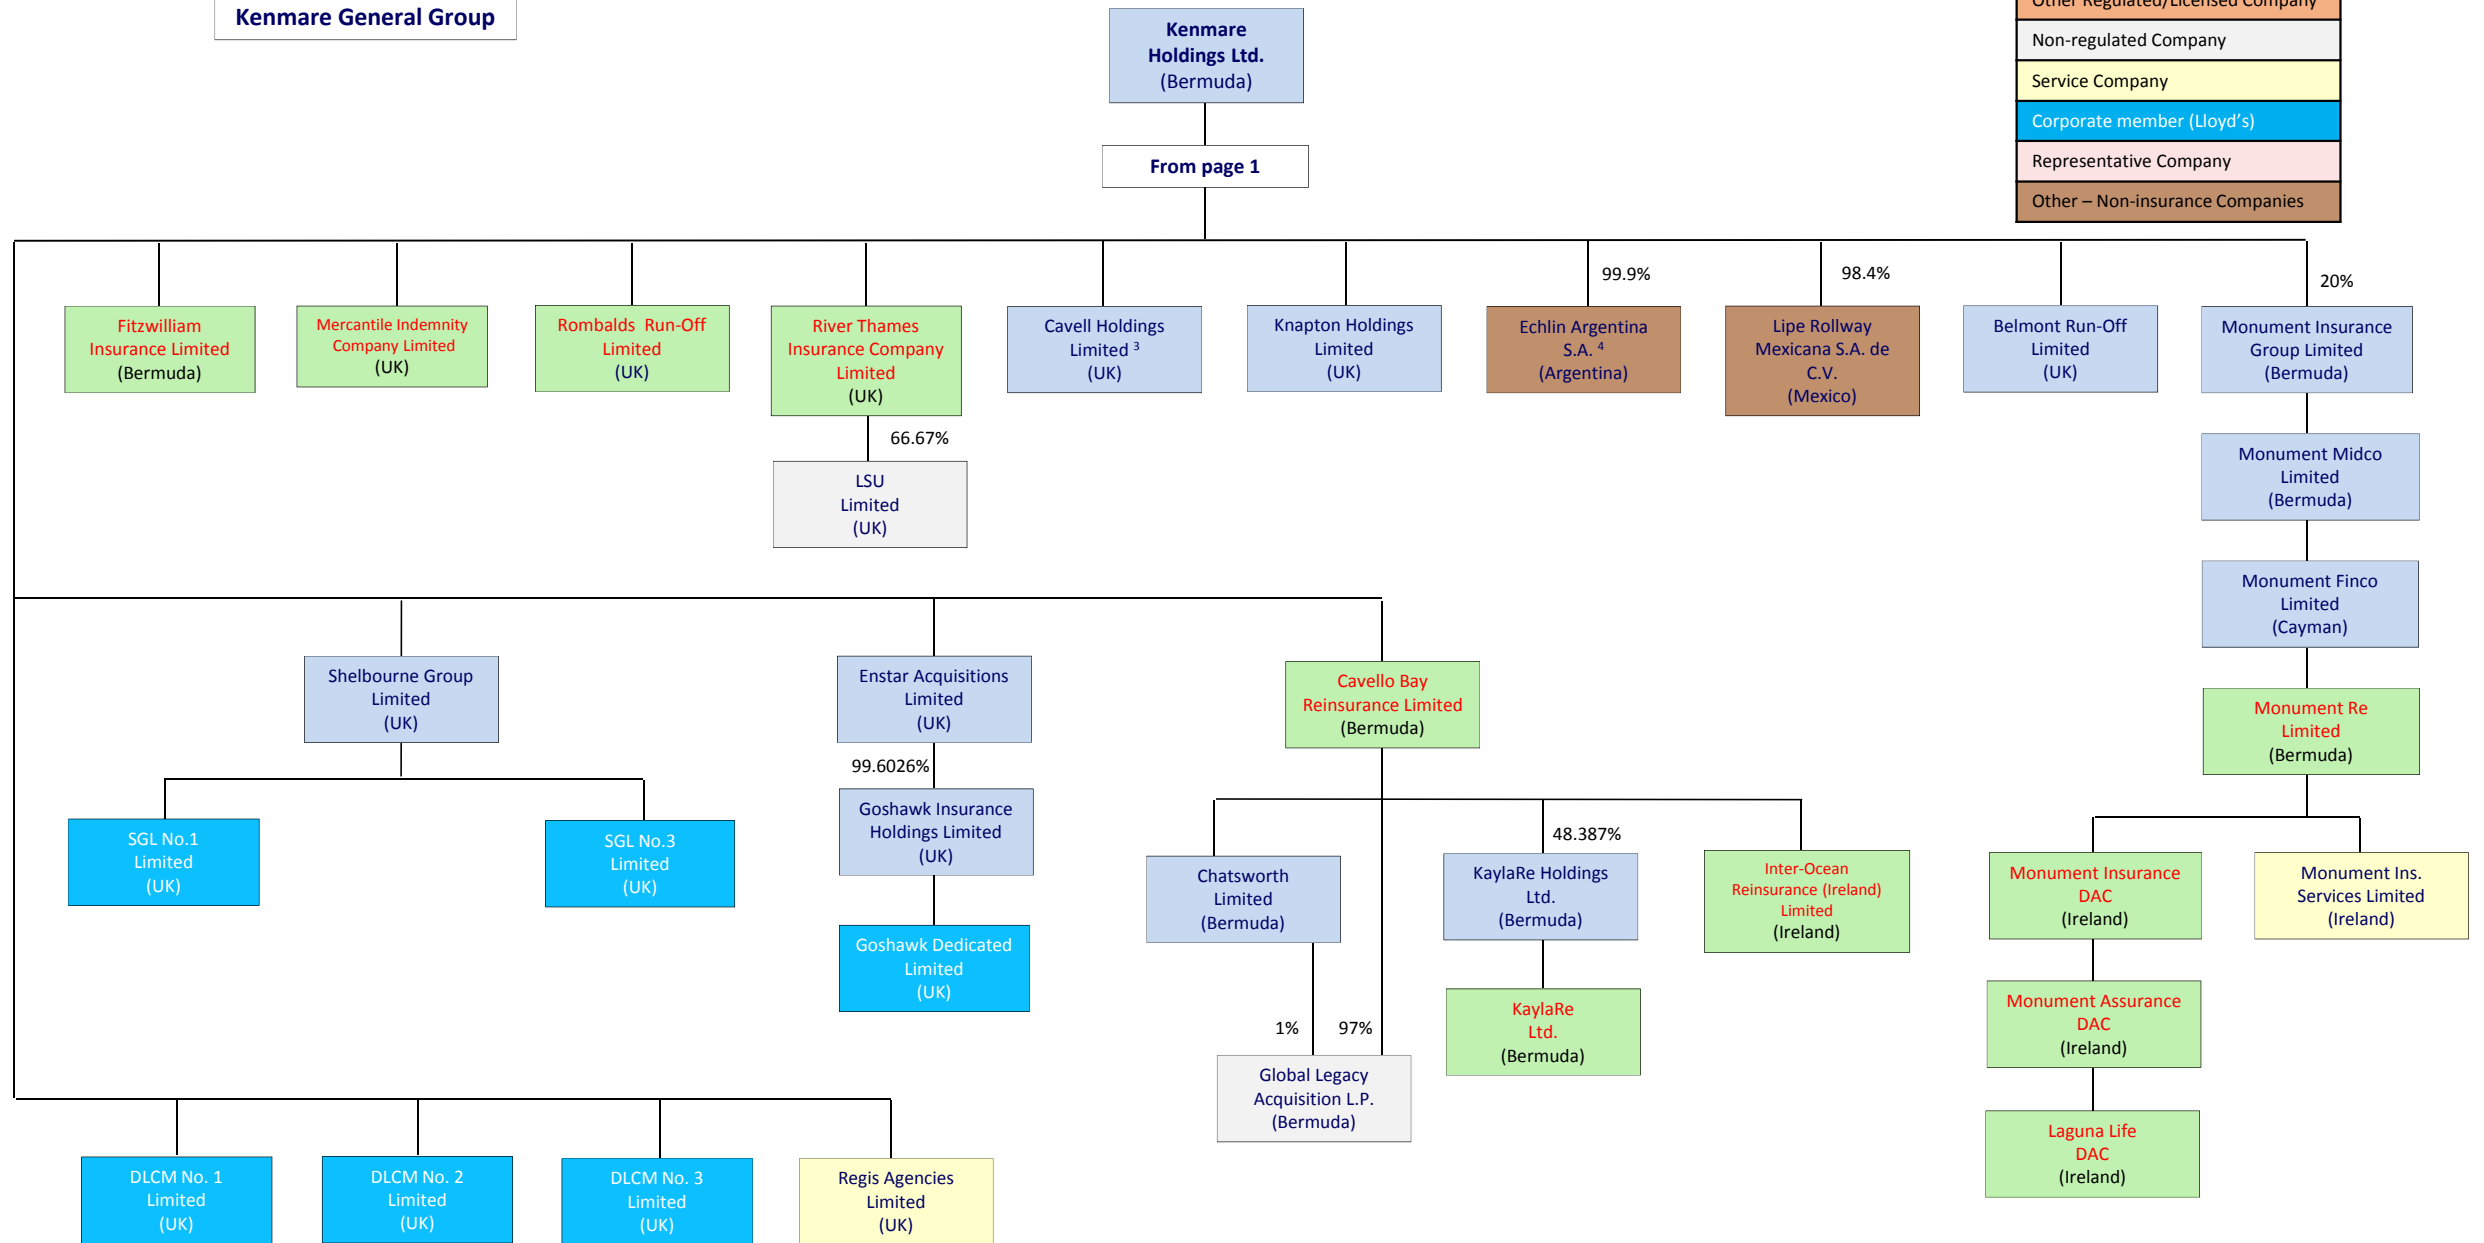 Kenmare General Group
Kenmare
Holdings Ltd.
(Bermuda)
From page 1
Other Regulated/Licensed Company
Non-regulated Company
Service Company
Corporate member (Lloyd's)
Representative Company
Other – Non-insurance Companies
99.9%
98.4%
20%
Fitzwilliam
Insurance Limited
(Bermuda)
Mercantile Indemnity
Company Limited
(UK)
Rombalds Run-Off
Limited
(UK)
River Thames
Insurance Company
Limited
(UK)
Cavell Holdings
Limited 3
(UK)
Knapton Holdings
Limited
(UK)
Echlin Argentina
S.A. 4
(Argentina)
Lipe Rollway
Mexicana S.A. de
C.V.
(Mexico)
Belmont Run-Off
Limited
(UK)
Monument Insurance
Group Limited
(Bermuda)
66.67%
LSU
Limited
(UK)
Monument Midco
Limited
(Bermuda)
Monument Finco
Limited
(Cayman)
Shelbourne Group
Limited
(UK)
Enstar Acquisitions
Limited
(UK)
Cavello Bay
Reinsurance Limited
(Bermuda)
Monument Re
Limited
(Bermuda)
99.6026%
SGL No.1
Limited
(UK)
SGL No.3
Limited
(UK)
Goshawk Insurance
Holdings Limited
(UK)
48.387%
Chatsworth
Limited
(Bermuda)
KaylaRe Holdings
Ltd.
(Bermuda)
Inter-Ocean
Reinsurance (Ireland)
Limited
(Ireland)
Monument Insurance
DAC
(Ireland)
Monument Ins.
Services Limited
(Ireland)
Goshawk Dedicated
Limited
(UK)
1%
97%
KaylaRe
Ltd.
(Bermuda)
Monument Assurance
DAC
(Ireland)
Global Legacy
Acquisition L.P.
(Bermuda)
Laguna Life
DAC
(Ireland)
DLCM No. 1
Limited
(UK)
DLCM No. 2
Limited
(UK)
DLCM No. 3
Limited
(UK)
Regis Agencies
Limited
(UK)